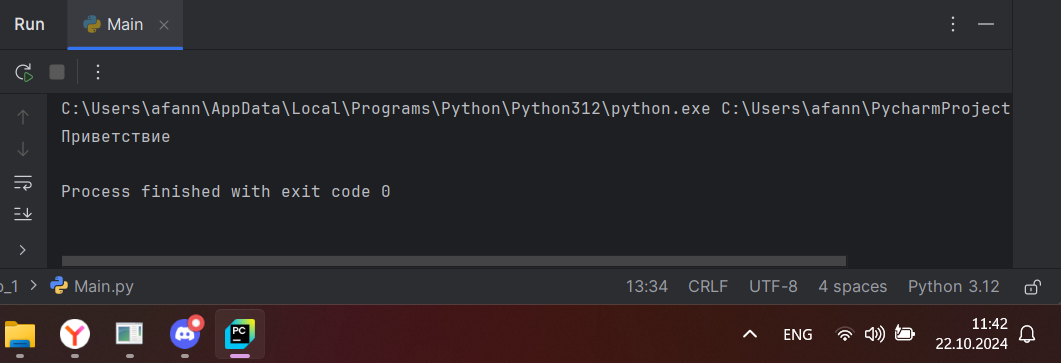 Run Main
C:\Users\afann\AppData\Local\Programs\Python\Python312\python.exe C:\Users\afann\PycharmProject
Приветствие
Process finished with exit code 0
Main.py 13:34 CRLF UTF-8 4 spaces Python 3.12
PC ENG 11:42
22.10.2024